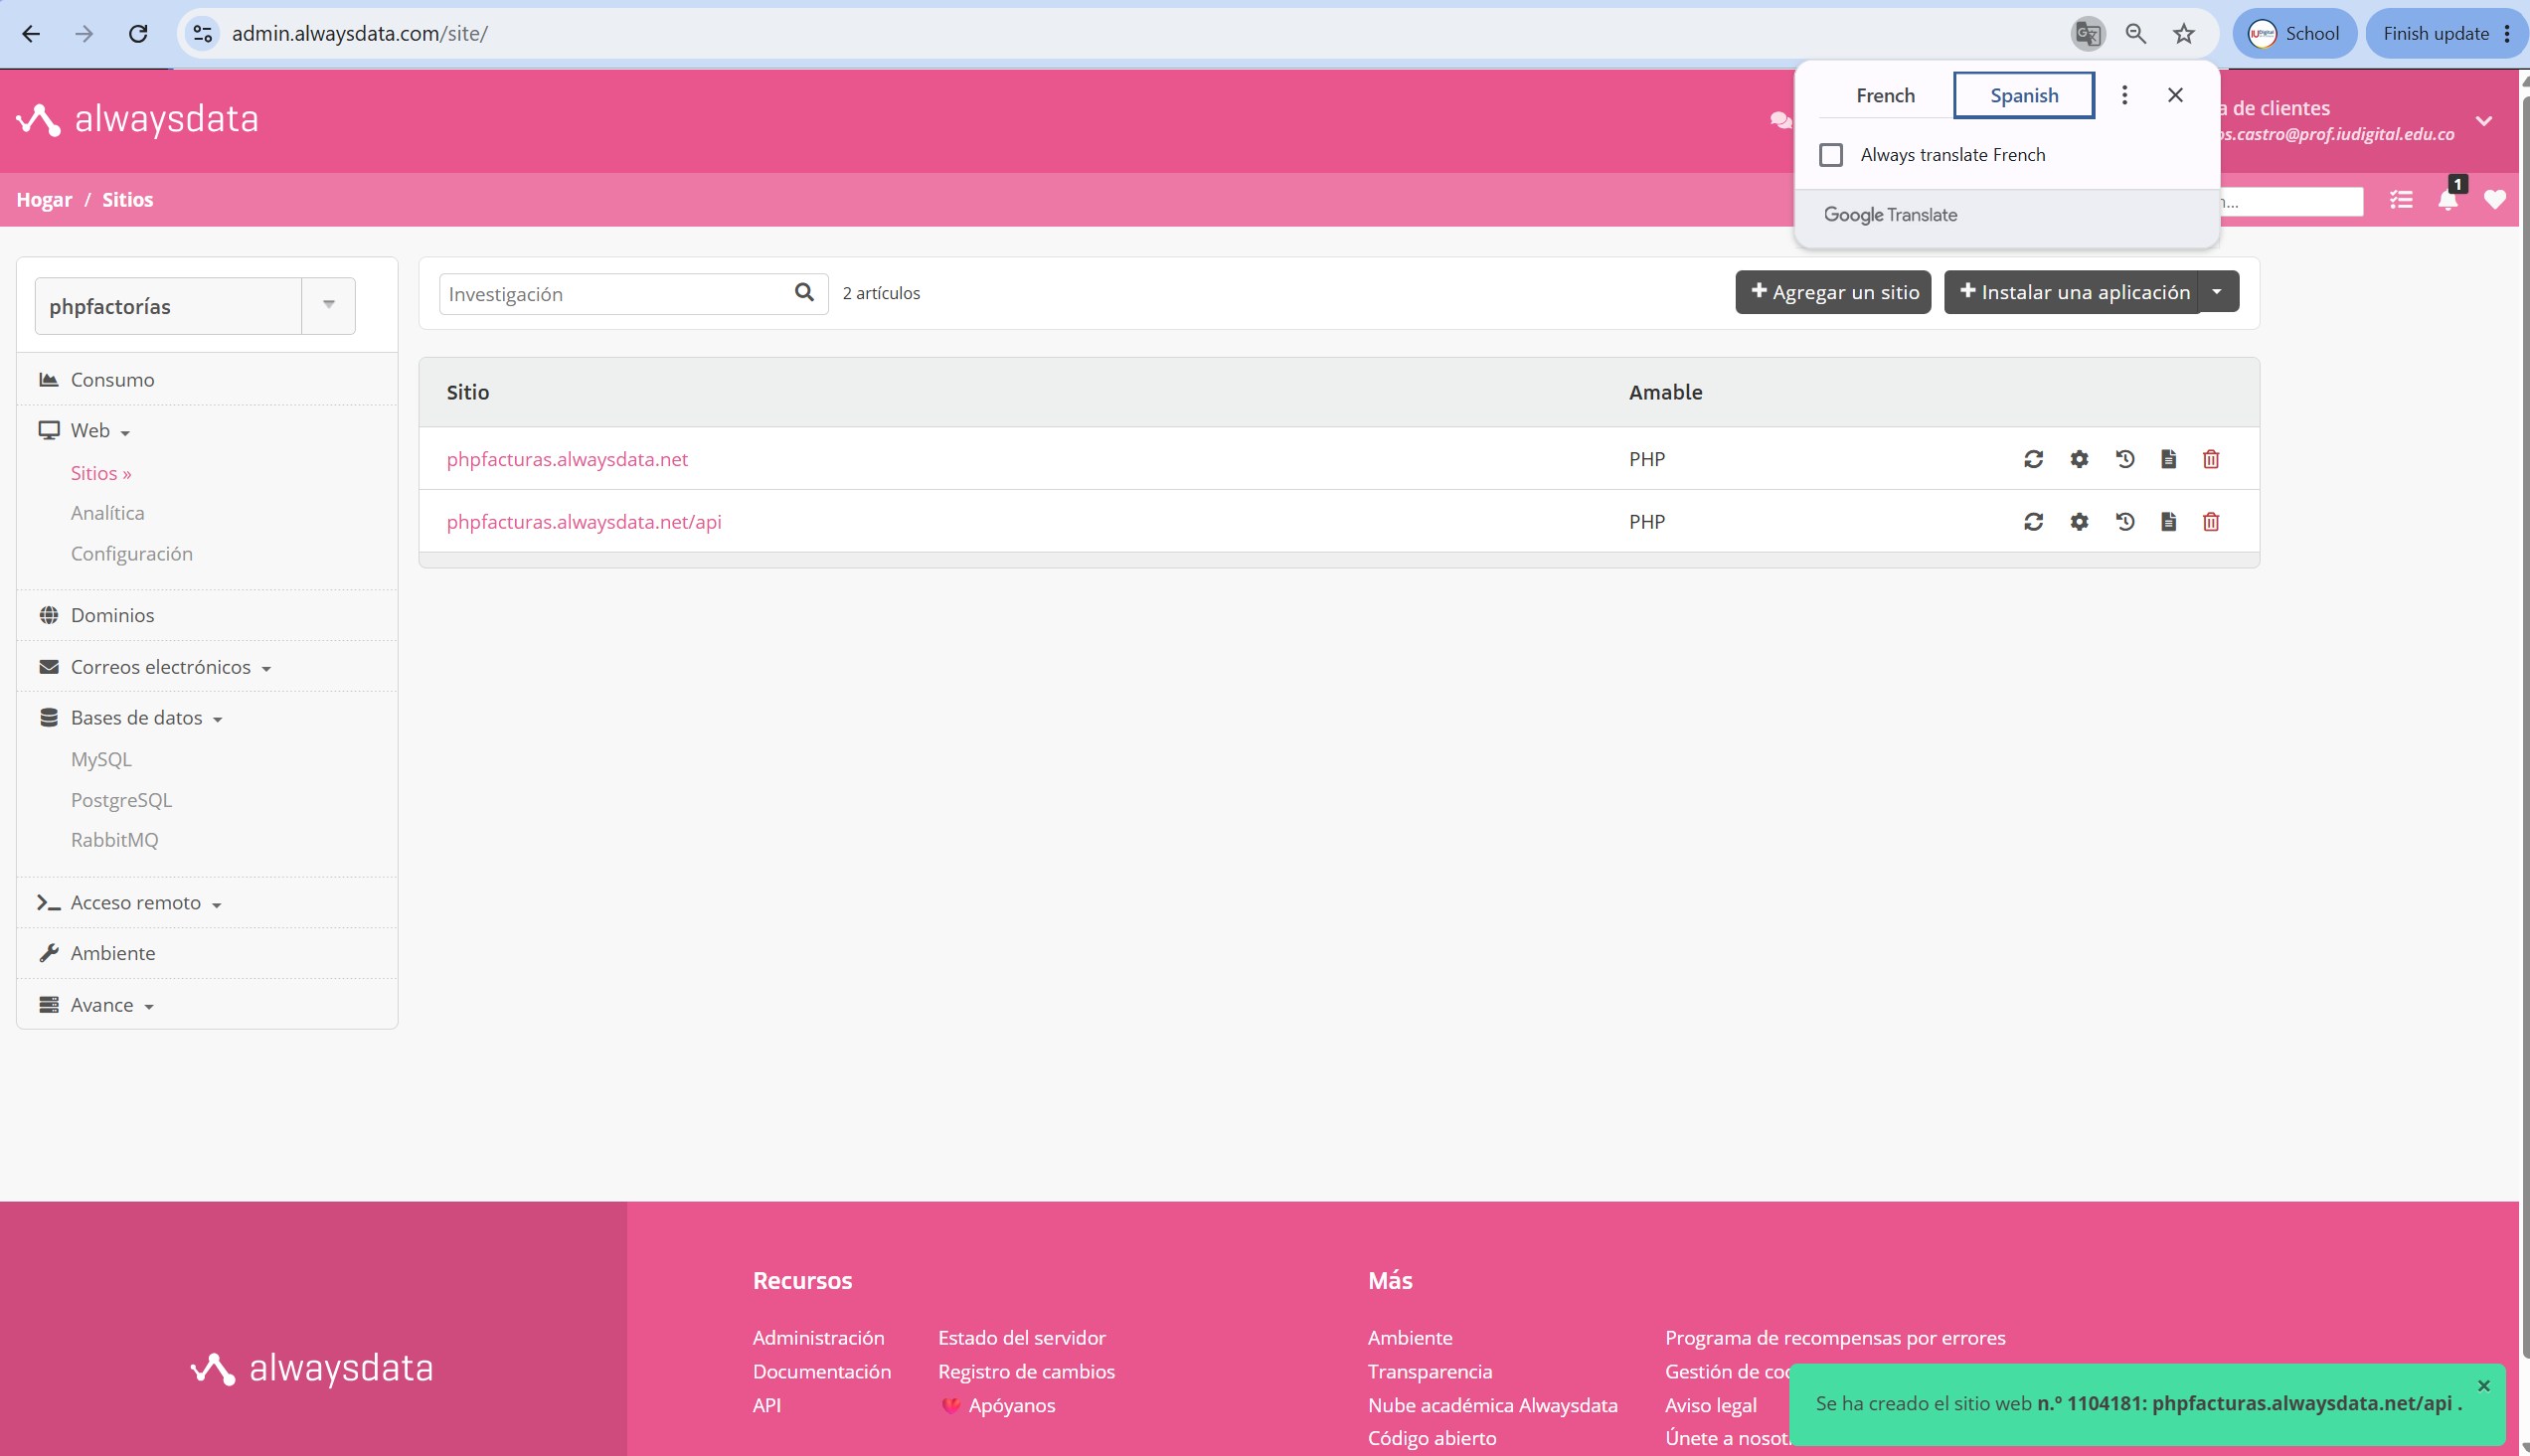 admin.alwaysdata.com/site/
School
Finish update
French
Spanish
Always translate French
Google Translate
alwaysdata
a de clientes
os.castro@prof.iudigital.edu.co
Hogar / Sitios
1
phpfactorías
Investigación
2 artículos
+ Agregar un sitio
+ Instalar una aplicación
Consumo
Web
Sitios »
Analítica
Configuración
Dominios
Correos electrónicos
Bases de datos
MySQL
PostgreSQL
RabbitMQ
Acceso remoto
Ambiente
Avance
Sitio
Amable
phpfacturas.alwaysdata.net
PHP
phpfacturas.alwaysdata.net/api
PHP
alwaysdata
Recursos
Administración
Estado del servidor
Documentación
Registro de cambios
API
Apóyanos
Más
Ambiente
Programa de recompensas por errores
Transparencia
Gestión de
Nube académica Alwaysdata
Aviso legal
Código abierto
Únete a
Se ha creado el sitio web n.º 1104181: phpfacturas.alwaysdata.net/api .